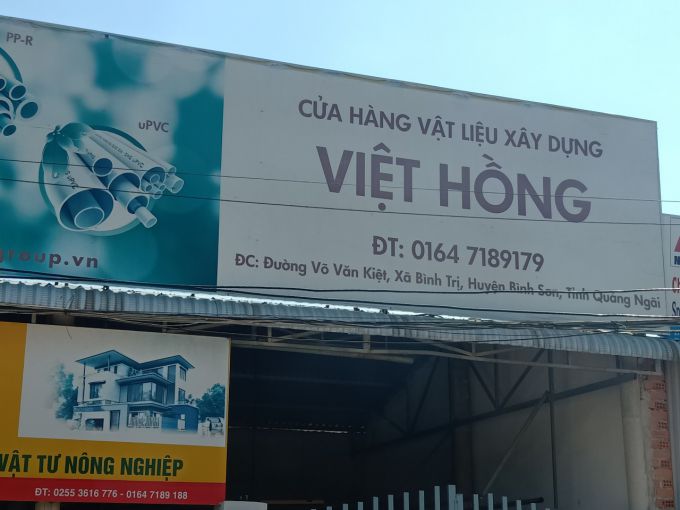 PP-R
uPVC
group.vn
CỬA HÀNG VẬT LIỆU XÂY DỰNG
VIỆT HỒNG
ĐT: 0164 7189179
ĐC: Đường Võ Văn Kiệt, Xã Bình Trị, Huyện Bình Sơn, Tỉnh Quảng Ngãi
VẬT TƯ NÔNG NGHIỆP
ĐT: 0255 3616 776 - 0164 7189 188